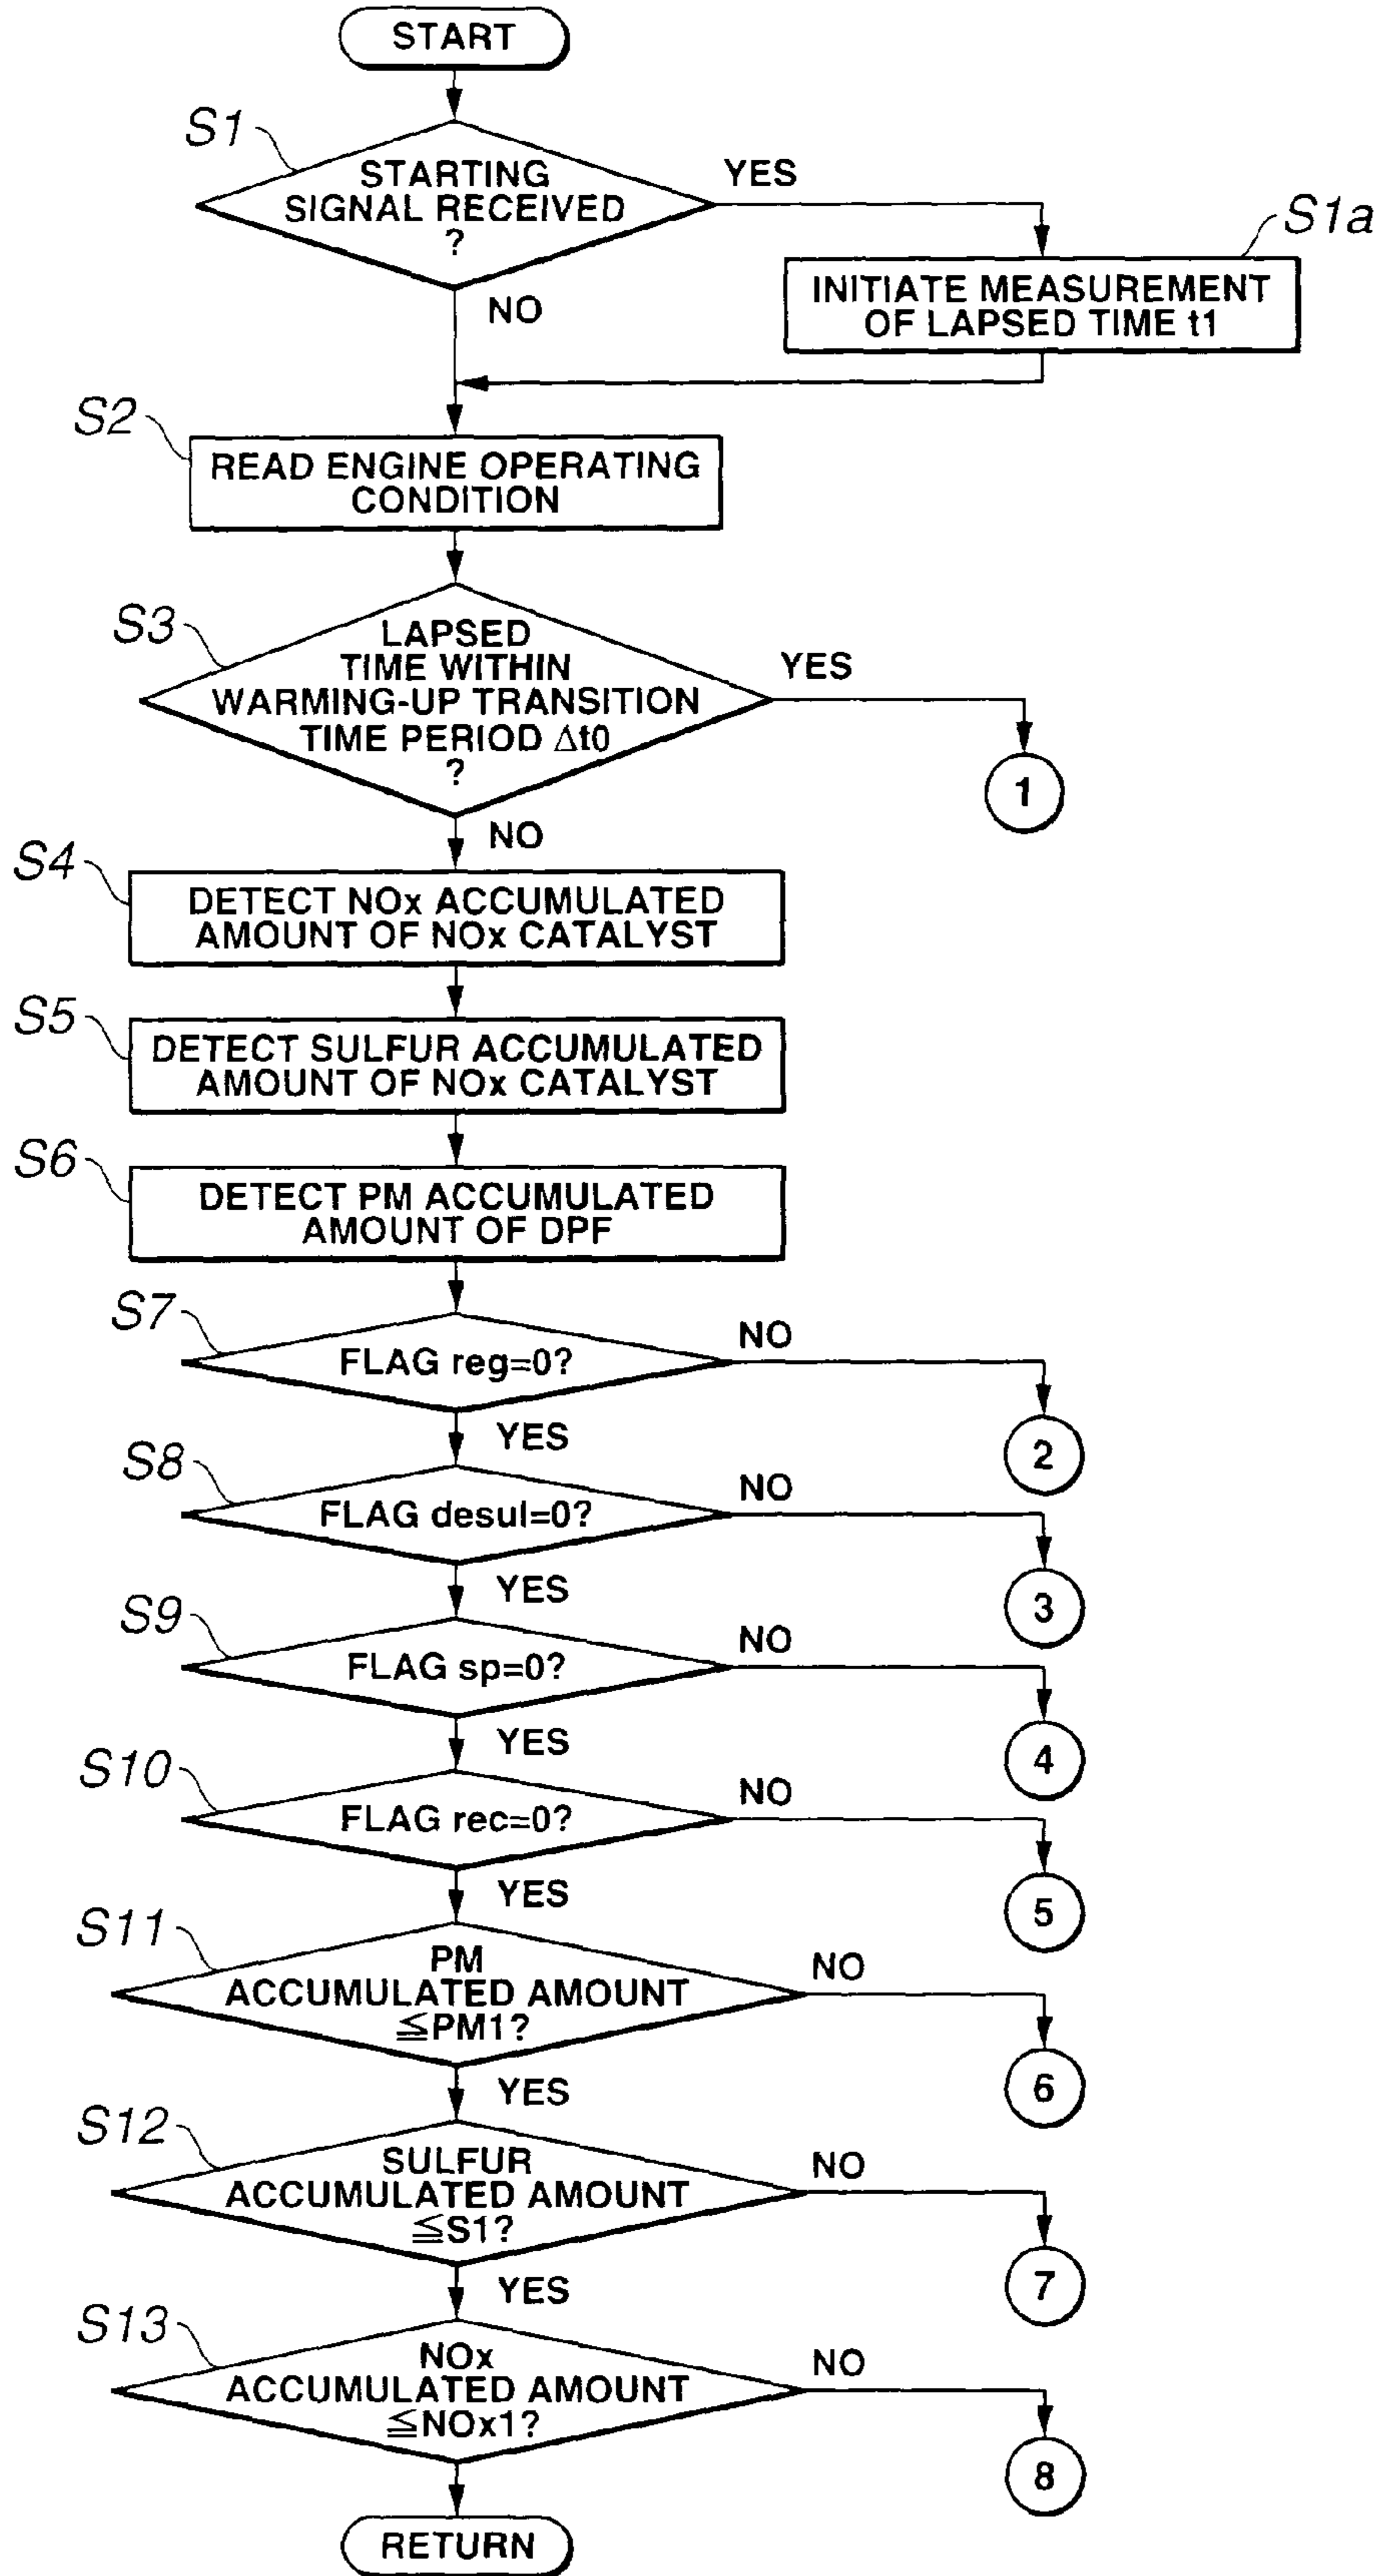 START
S1
STARTING
SIGNAL RECEIVED
?
YES
S1a
INITIATE MEASUREMENT
OF LAPSED TIME t1
NO
S2
READ ENGINE OPERATING
CONDITION
S3
LAPSED
TIME WITHIN
WARMING-UP TRANSITION
TIME PERIOD Δt0
?
YES
1
NO
S4
DETECT NOx ACCUMULATED
AMOUNT OF NOx CATALYST
S5
DETECT SULFUR ACCUMULATED
AMOUNT OF NOx CATALYST
S6
DETECT PM ACCUMULATED
AMOUNT OF DPF
S7
FLAG reg=0?
NO
2
YES
S8
FLAG desul=0?
NO
3
YES
S9
FLAG sp=0?
NO
4
YES
S10
FLAG rec=0?
NO
5
YES
S11
PM
ACCUMULATED AMOUNT
≦PM1?
NO
6
YES
S12
SULFUR
ACCUMULATED AMOUNT
≦S1?
NO
7
YES
S13
NOx
ACCUMULATED AMOUNT
≦NOx1?
NO
8
RETURN